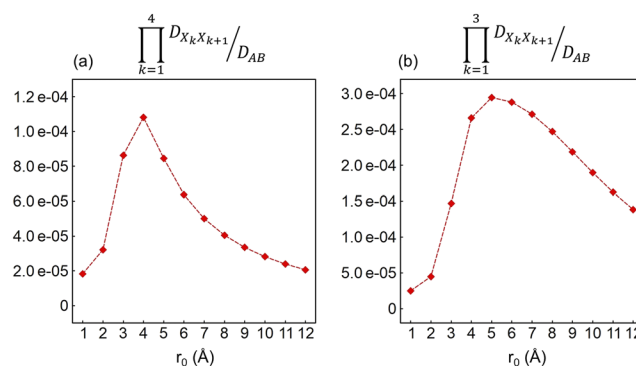 4
∏ D_{X_k X_{k+1}} / D_{AB}
k=1
(a)
1.2 e-04
1.0 e-04
8.0 e-05
6.0 e-05
4.0 e-05
2.0 e-05
0
1 2 3 4 5 6 7 8 9 10 11 12
r₀ (Å)
3
∏ D_{X_k X_{k+1}} / D_{AB}
k=1
(b)
3.0 e-04
2.5 e-04
2.0 e-04
1.5 e-04
1.0 e-04
5.0 e-05
0
1 2 3 4 5 6 7 8 9 10 11 12
r₀ (Å)